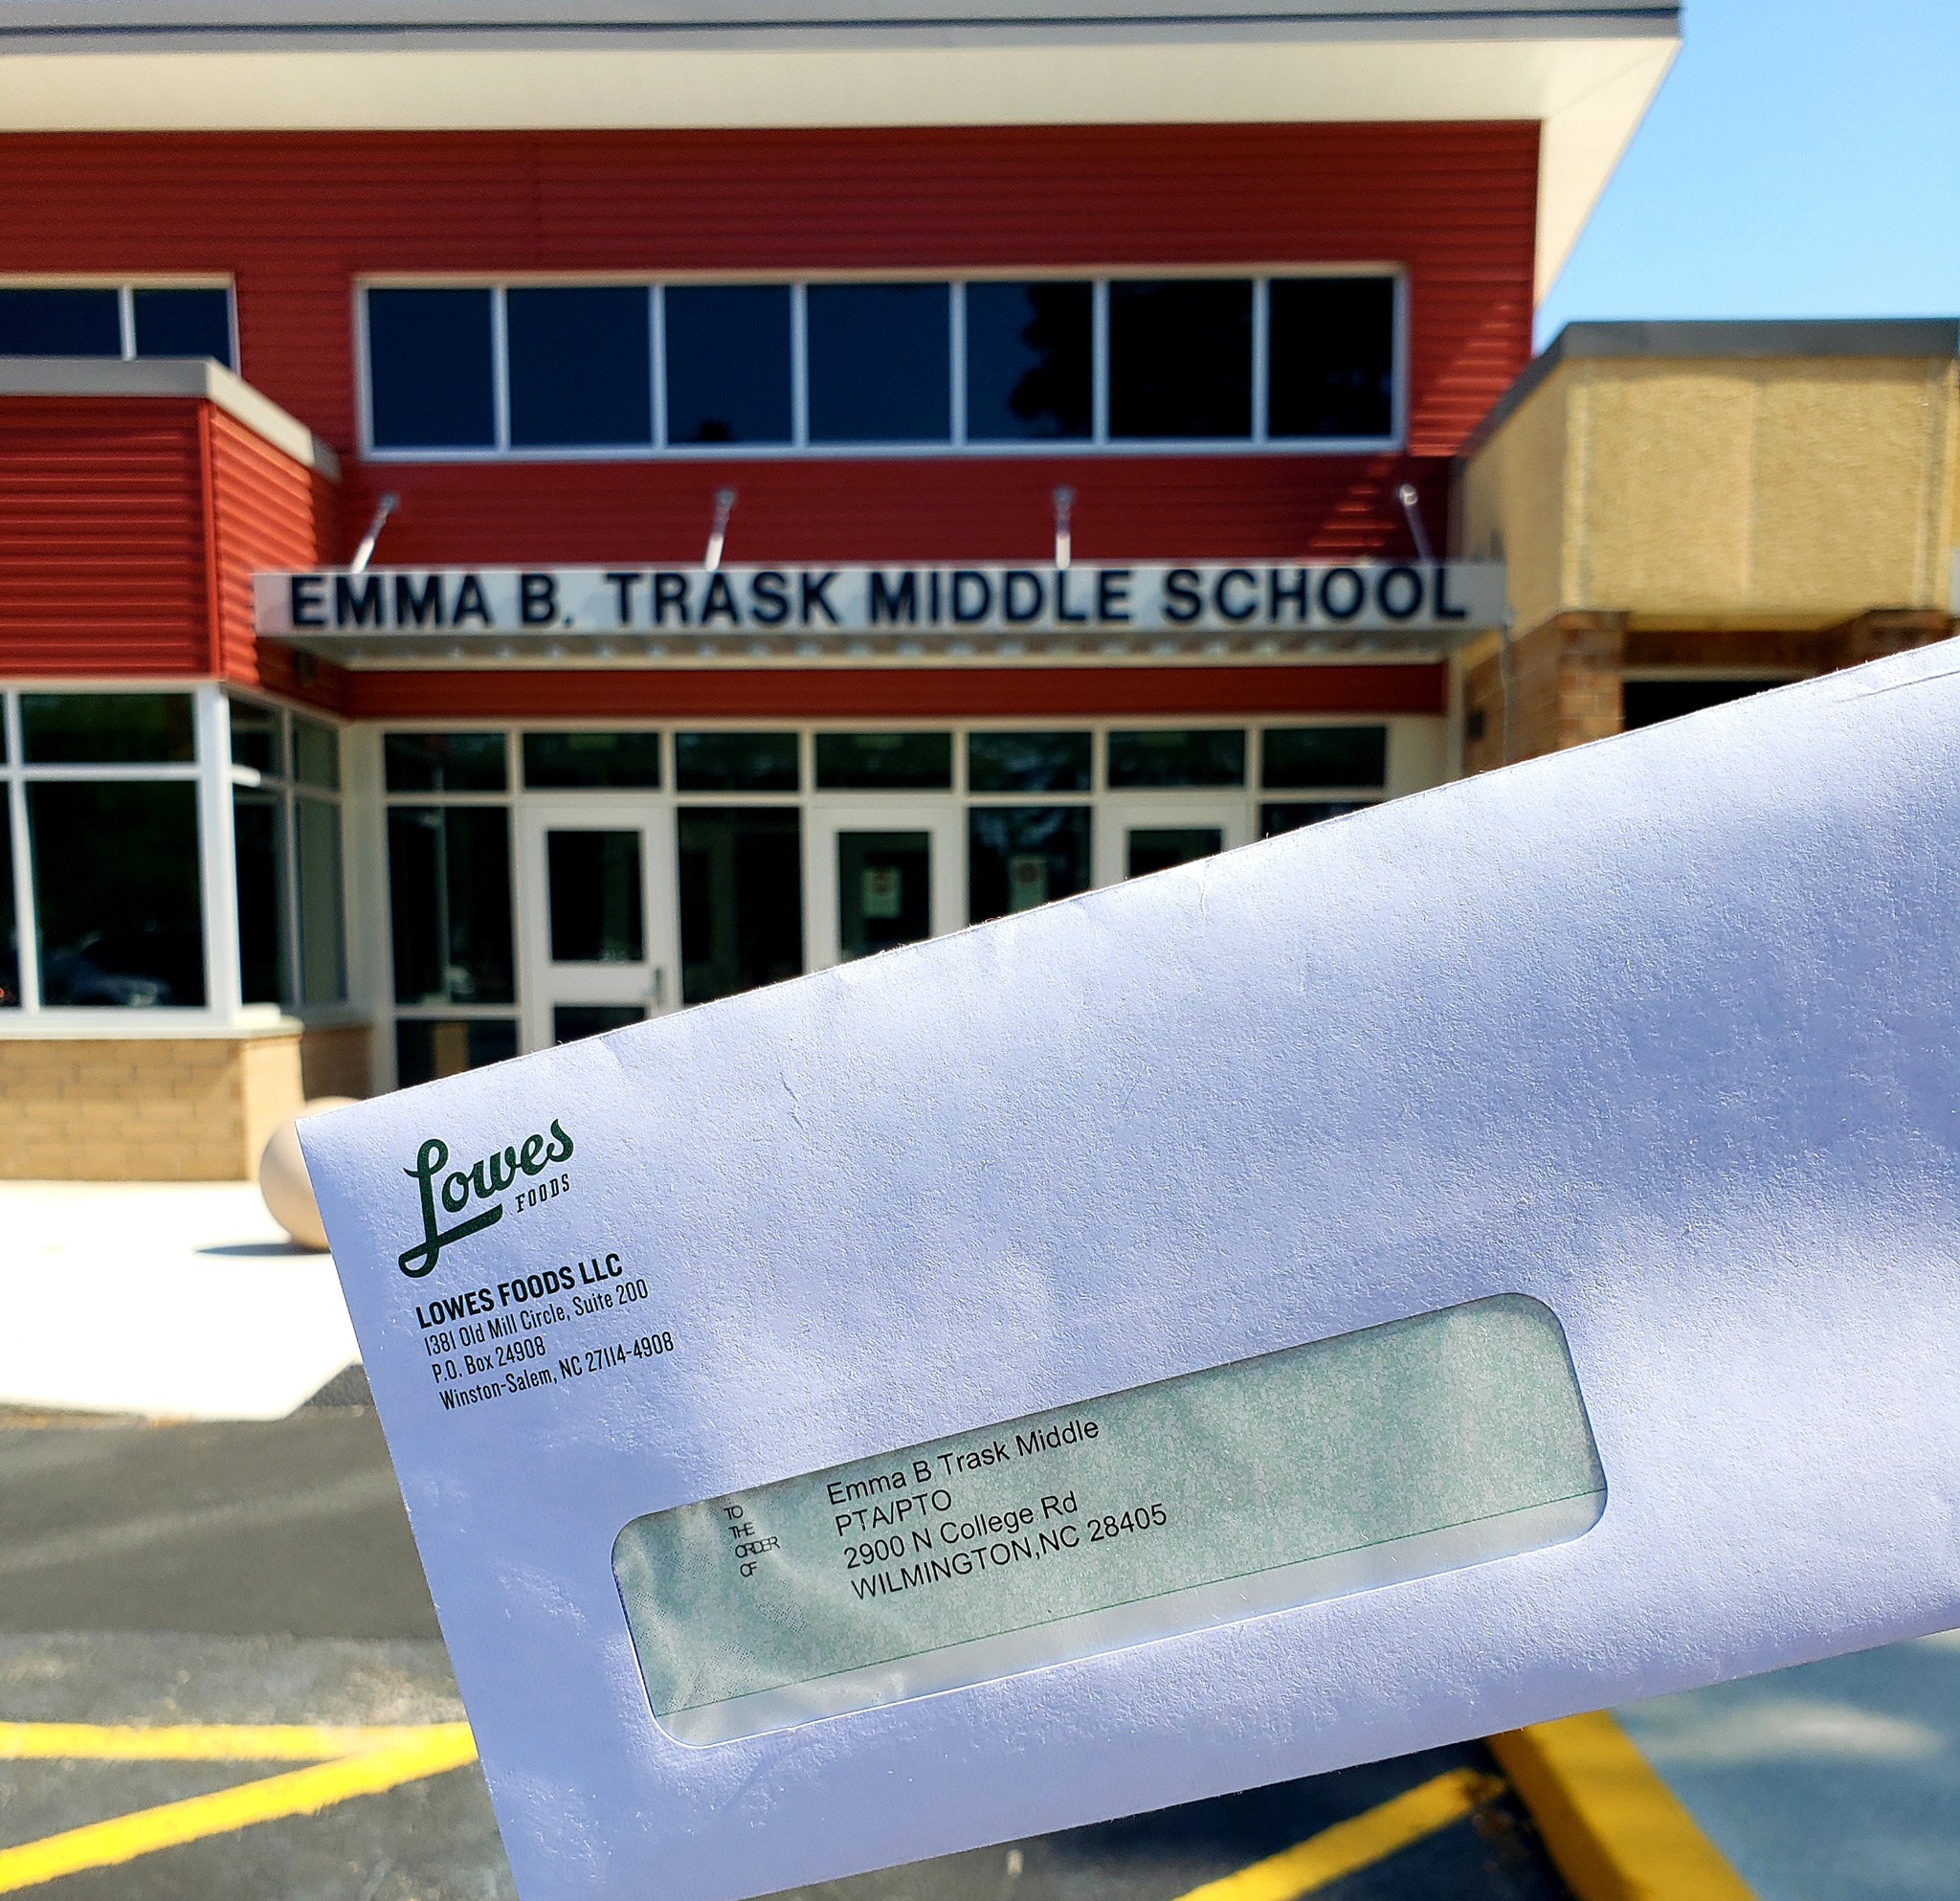 EMMA B. TRASK MIDDLE SCHOOL
Lowes
FOODS
LOWES FOODS LLC
1381 Old Mill Circle, Suite 200
P.O. Box 24908
Winston-Salem, NC 27114-4908
TO
THE
ORDER
OF
Emma B Trask Middle
PTA/PTO
2900 N College Rd
WILMINGTON,NC 28405